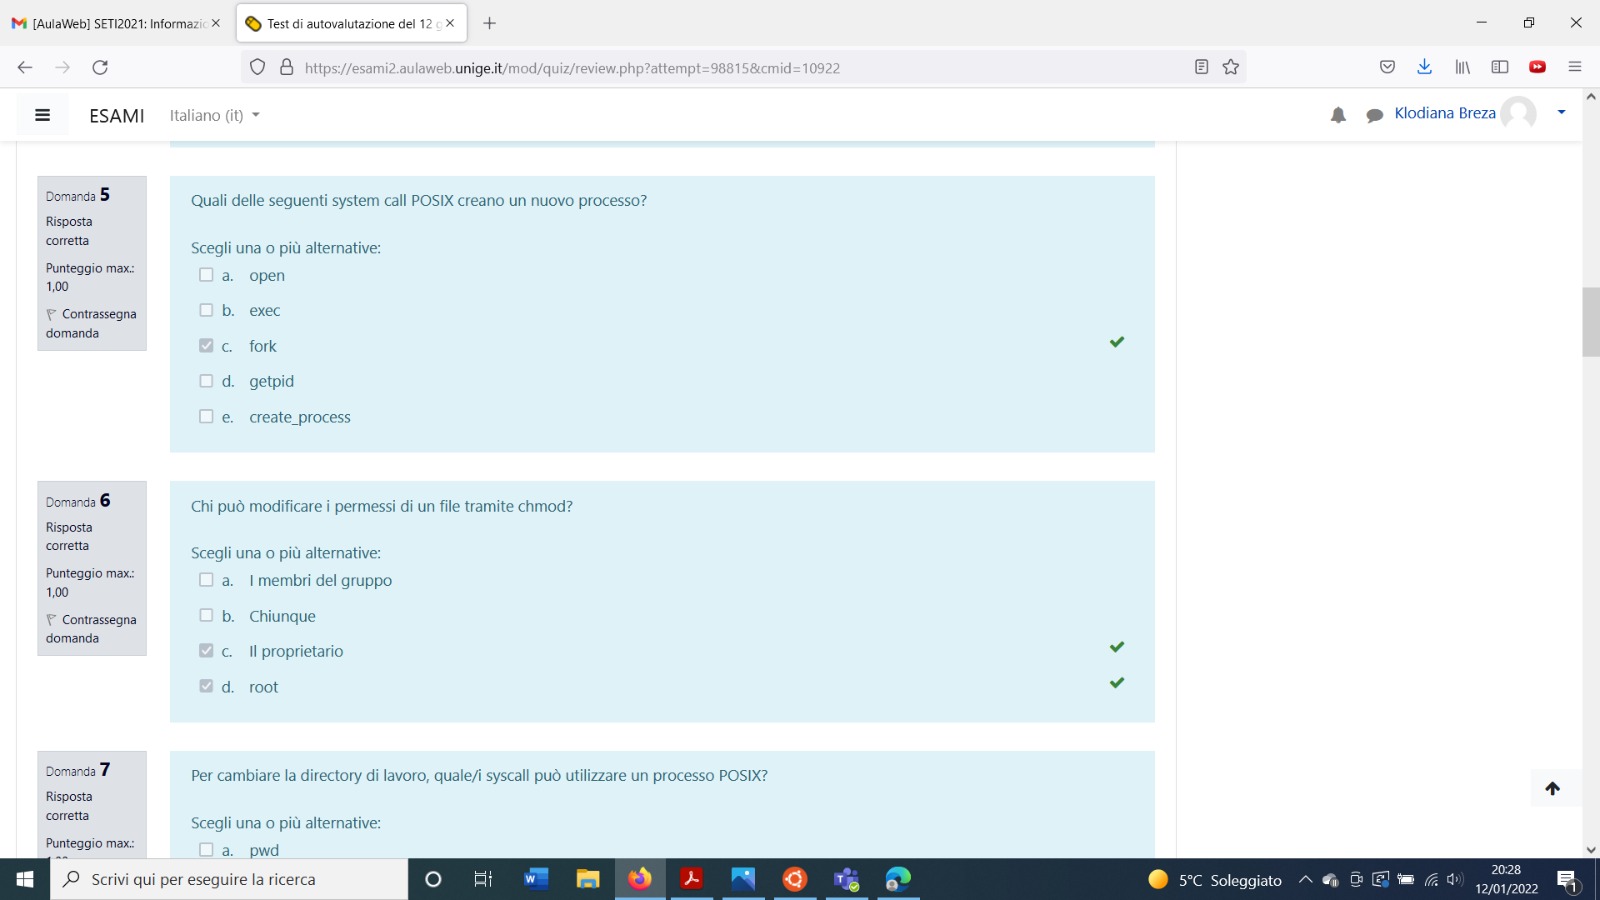 [AulaWeb] SETI2021: Informazio
Test di autovalutazione del 12 g
https://esami2.aulaweb.unige.it/mod/quiz/review.php?attempt=98815&cmid=10922
ESAMI
Italiano (it)
Klodiana Breza
Domanda 5
Risposta
corretta
Punteggio max.:
1,00
Contrassegna
domanda
Quali delle seguenti system call POSIX creano un nuovo processo?
Scegli una o più alternative:
a. open
b. exec
c. fork
d. getpid
e. create_process
Domanda 6
Risposta
corretta
Punteggio max.:
1,00
Contrassegna
domanda
Chi può modificare i permessi di un file tramite chmod?
Scegli una o più alternative:
a. I membri del gruppo
b. Chiunque
c. Il proprietario
d. root
Domanda 7
Risposta
corretta
Punteggio max.:
Per cambiare la directory di lavoro, quale/i syscall può utilizzare un processo POSIX?
Scegli una o più alternative:
a. pwd
Scrivi qui per eseguire la ricerca
5°C Soleggiato
20:28
12/01/2022
1